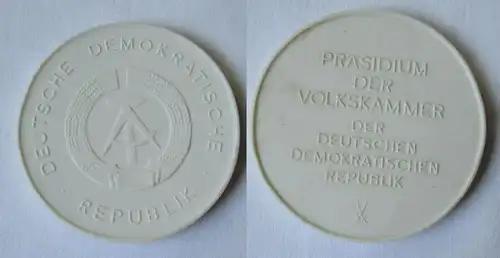 · DEUTSCHE DEMOKRATISCHE ·
REPUBLIK
PRÄSIDIUM
DER
VOLKSKAMMER
DER
DEUTSCHEN
DEMOKRATISCHEN
REPUBLIK